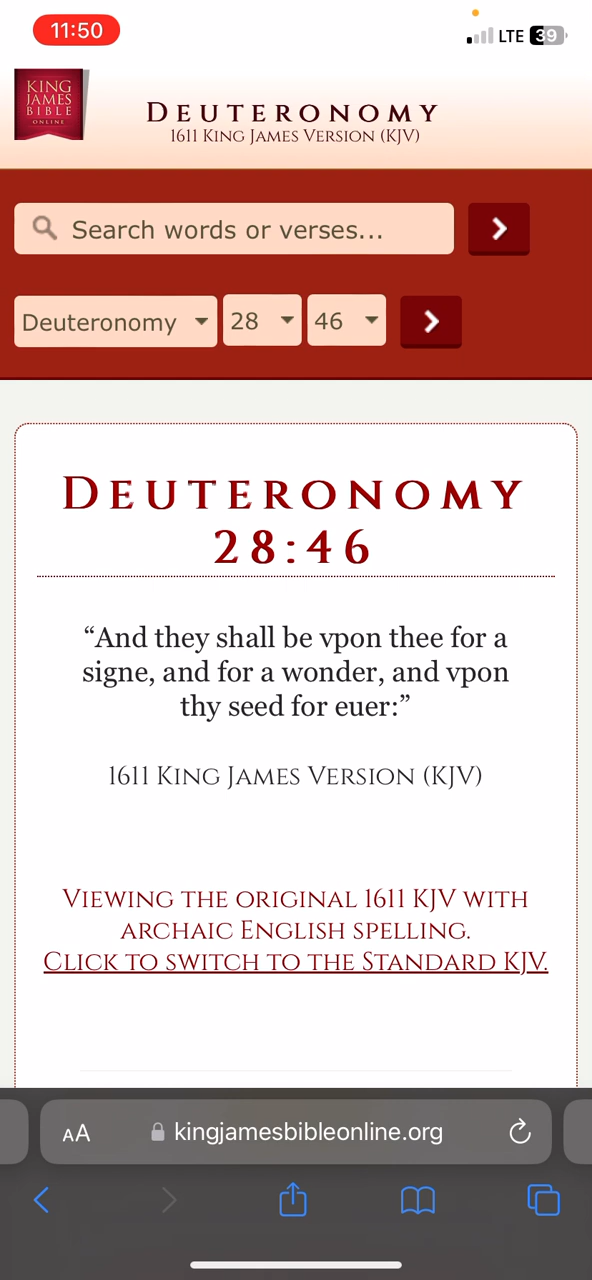 11:50
LTE 39
KING
JAMES
BIBLE
ONLINE
DEUTERONOMY
1611 KING JAMES VERSION (KJV)
Search words or verses...
Deuteronomy 28 46
DEUTERONOMY
28:46
“And they shall be vpon thee for a
signe, and for a wonder, and vpon
thy seed for euer:”
1611 KING JAMES VERSION (KJV)
VIEWING THE ORIGINAL 1611 KJV WITH
ARCHAIC ENGLISH SPELLING.
CLICK TO SWITCH TO THE STANDARD KJV.
AA kingjamesbibleonline.org